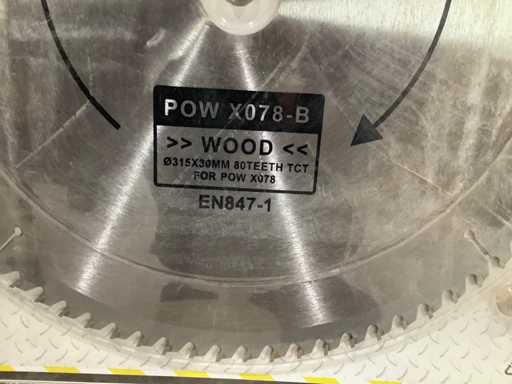 POW X078-B
>> WOOD <<
Ø315X30MM 80TEETH TCT
FOR POW X078
EN847-1